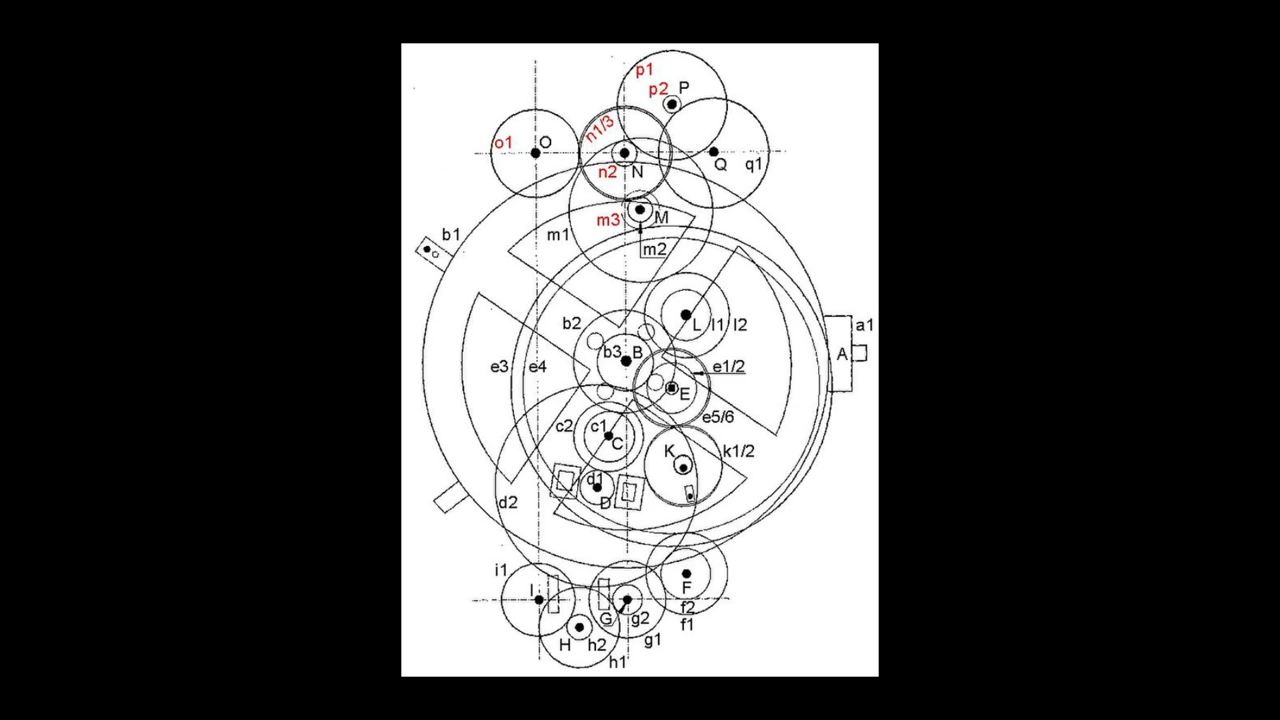 p1
p2 P
n1/3
o1 O
n2 N
Q q1
m3 M
b1
m1
m2
b2
L l1 l2
a1
b3 B
A
e3 e4
e1/2
E
e5/6
c2 c1
C
K k1/2
d1
d2
D
i1
I
F
G g2
f2
f1
H h2
g1
h1